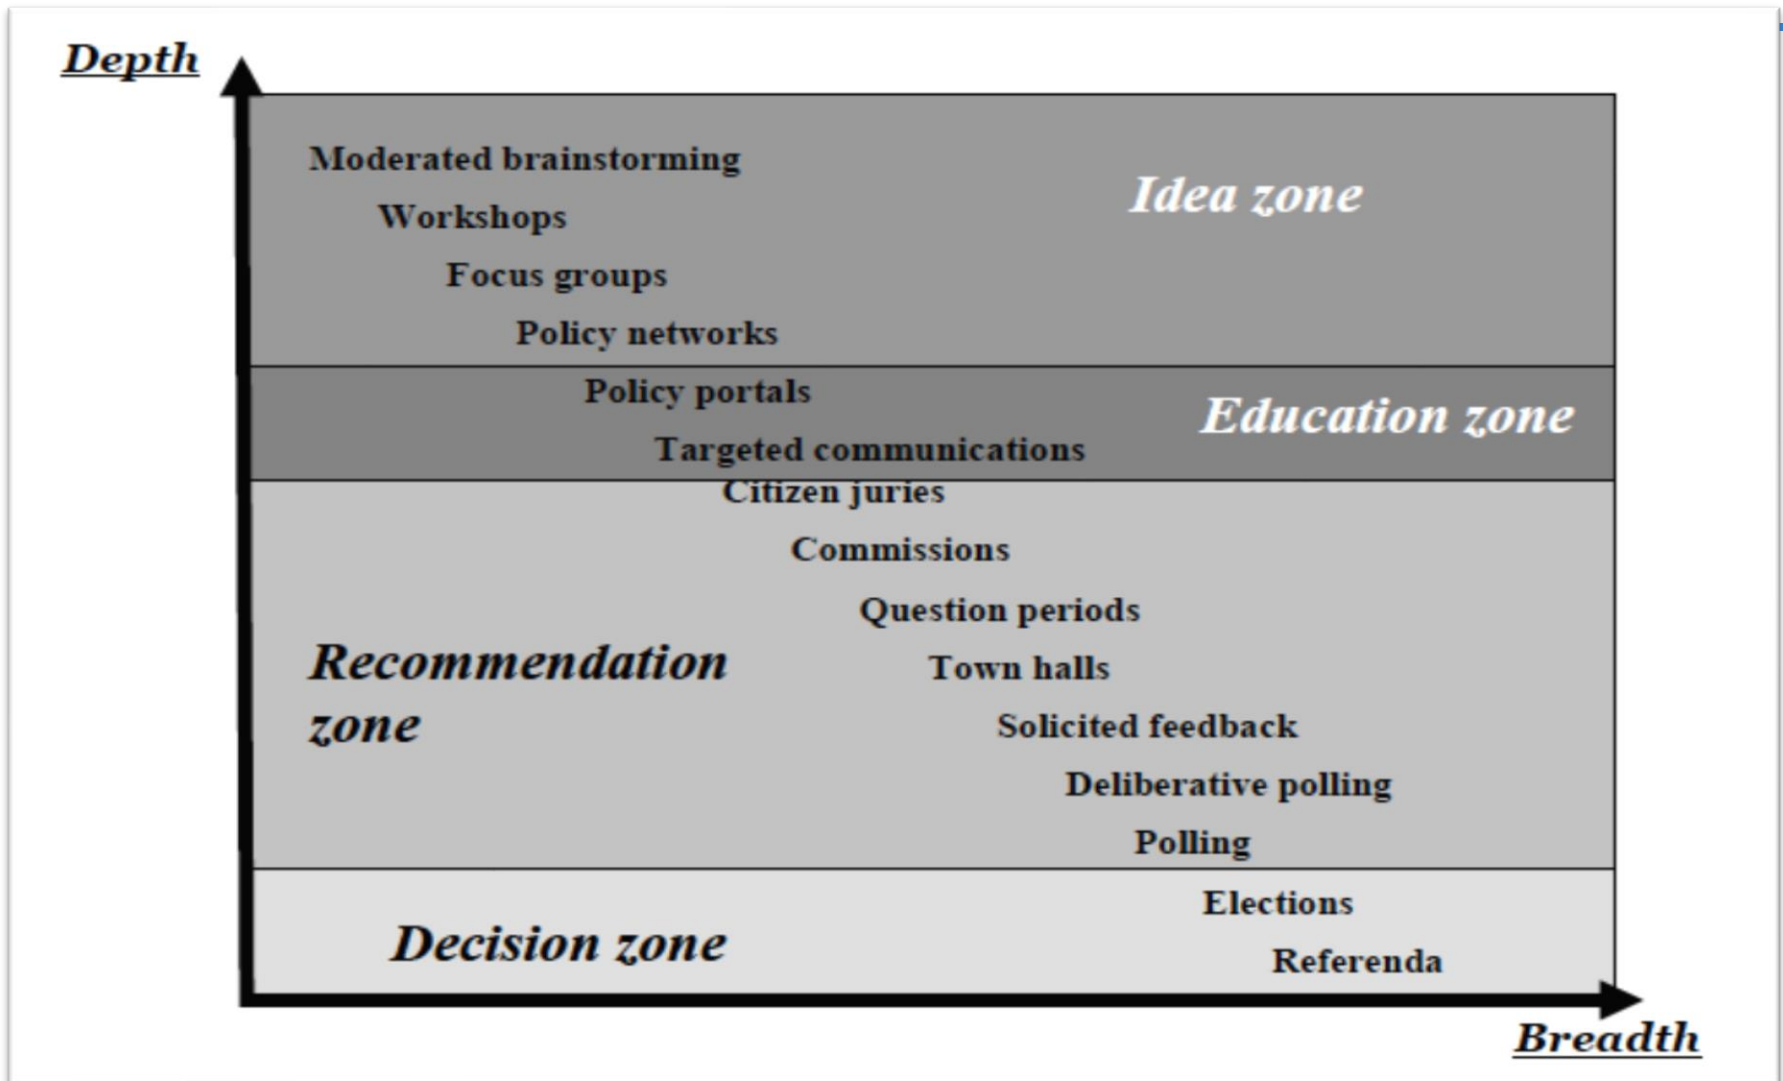 Depth
Moderated brainstorming
Idea zone
Workshops
Focus groups
Policy networks
Policy portals
Education zone
Targeted communications
Citizen juries
Commissions
Question periods
Recommendation
zone
Town halls
Solicited feedback
Deliberative polling
Polling
Elections
Decision zone
Referenda
Breadth